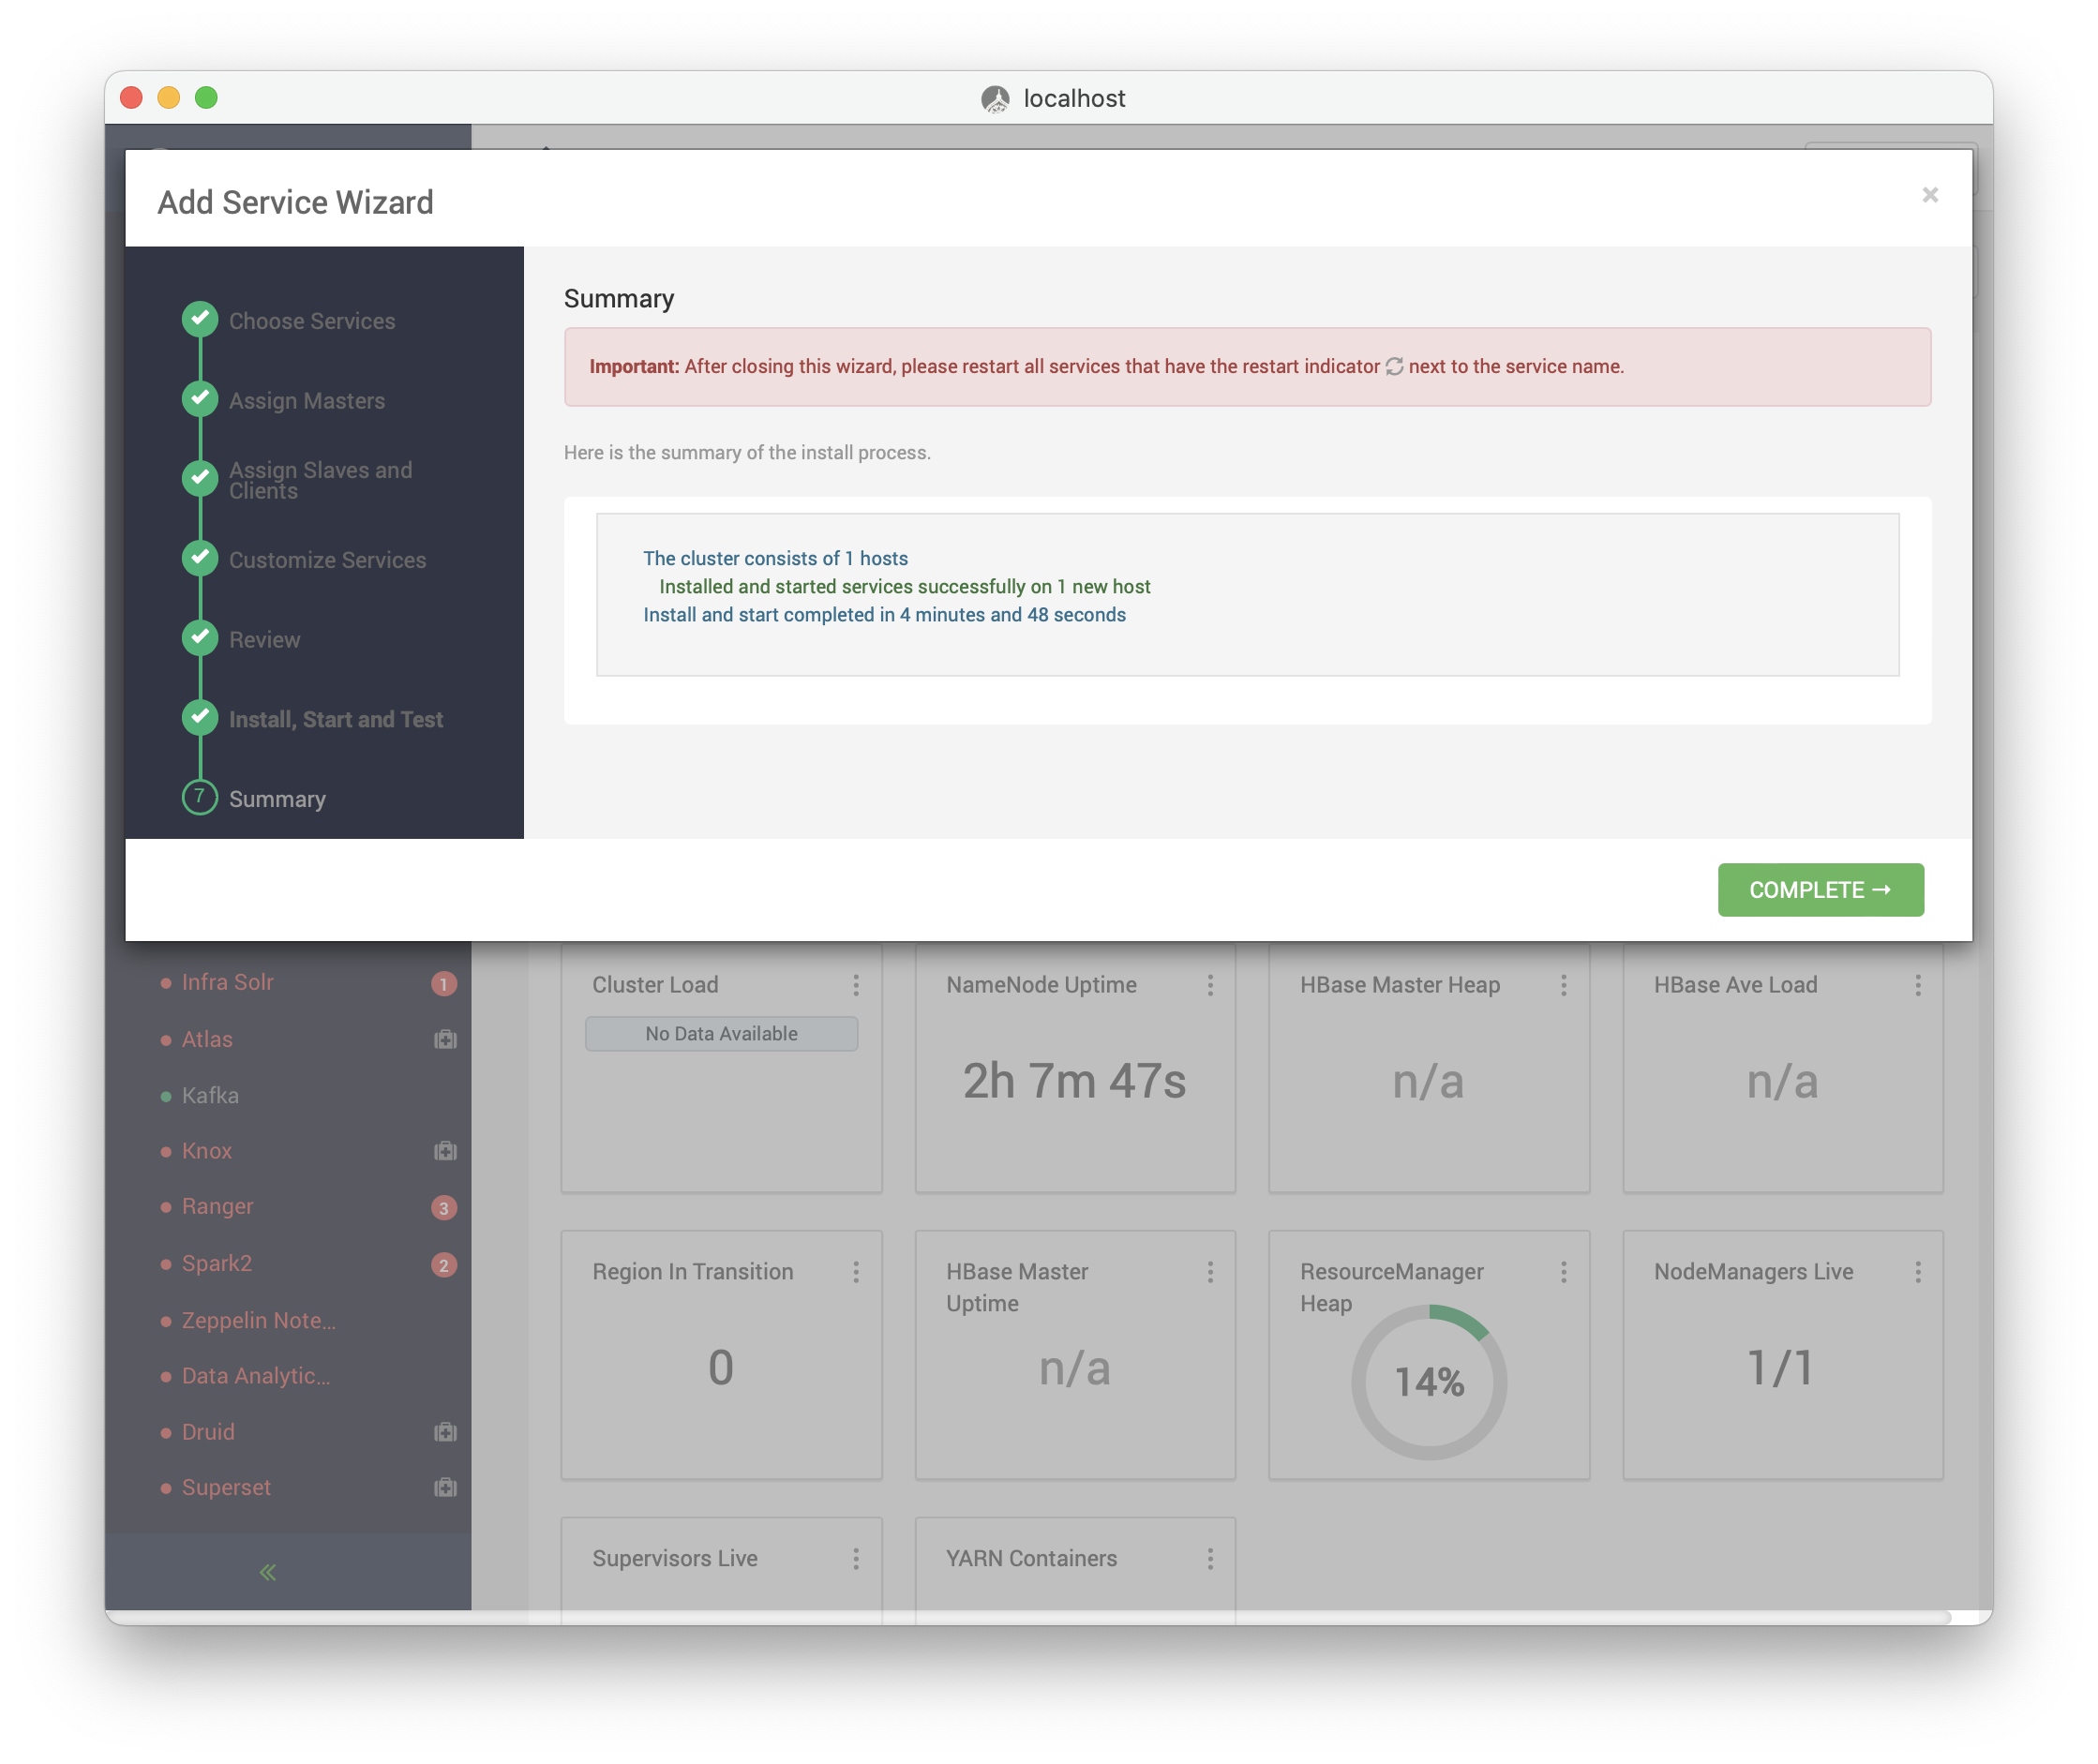 localhost
Add Service Wizard
×
Choose Services
Assign Masters
Assign Slaves and
Clients
Customize Services
Review
Install, Start and Test
7 Summary
Summary
Important: After closing this wizard, please restart all services that have the restart indicator next to the service name.
Here is the summary of the install process.
The cluster consists of 1 hosts
Installed and started services successfully on 1 new host
Install and start completed in 4 minutes and 48 seconds
COMPLETE →
Infra Solr 1
Atlas
Kafka
Knox
Ranger 3
Spark2 2
Zeppelin Note...
Data Analytic...
Druid
Superset
«
Cluster Load
No Data Available
NameNode Uptime
2h 7m 47s
HBase Master Heap
n/a
HBase Ave Load
n/a
Region In Transition
0
HBase Master
Uptime
n/a
ResourceManager
Heap
14%
NodeManagers Live
1/1
Supervisors Live
YARN Containers